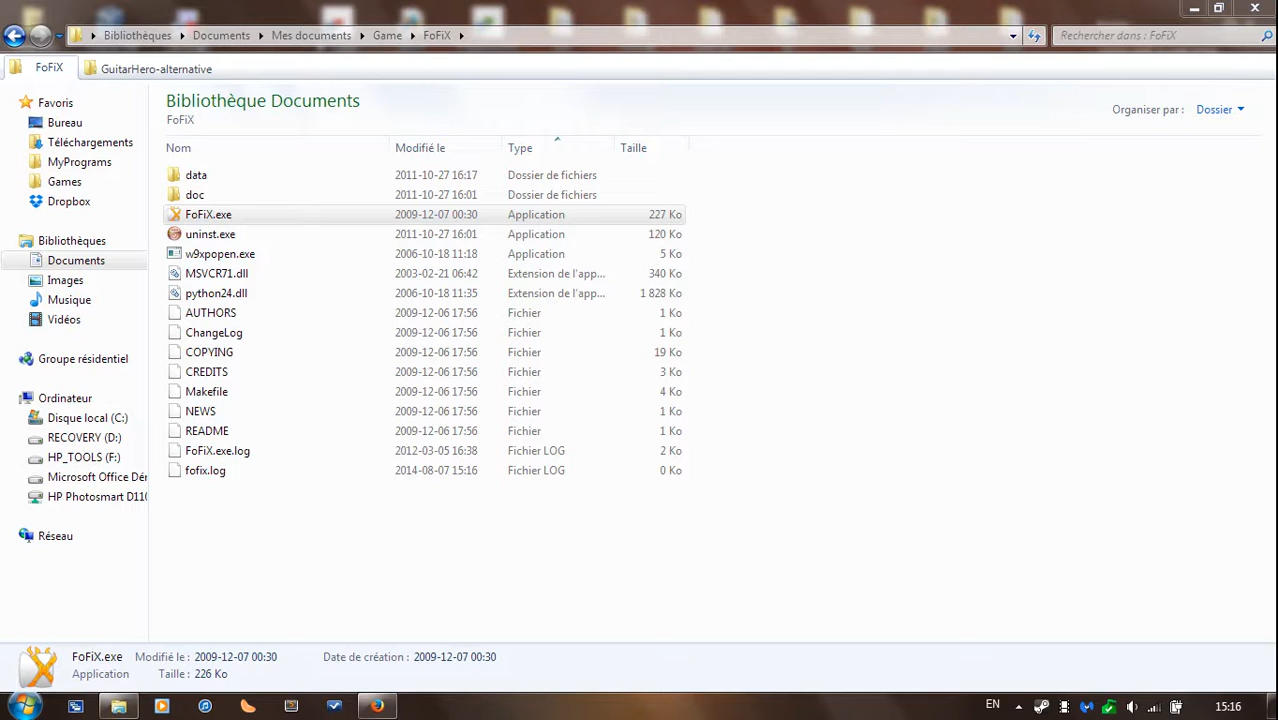 Bibliothèques Documents Mes documents Game FoFiX
Rechercher dans : FoFiX
FoFiX GuitarHero-alternative
Favoris
Bureau
Téléchargements
MyPrograms
Games
Dropbox
Bibliothèques
Documents
Images
Musique
Vidéos
Groupe résidentiel
Ordinateur
Disque local (C:)
RECOVERY (D:)
HP_TOOLS (F:)
Microsoft Office Dér
HP Photosmart D110
Réseau
Bibliothèque Documents
FoFiX
Organiser par : Dossier
Nom Modifié le Type Taille
data 2011-10-27 16:17 Dossier de fichiers
doc 2011-10-27 16:01 Dossier de fichiers
FoFiX.exe 2009-12-07 00:30 Application 227 Ko
uninst.exe 2011-10-27 16:01 Application 120 Ko
w9xpopen.exe 2006-10-18 11:18 Application 5 Ko
MSVCR71.dll 2003-02-21 06:42 Extension de l'app... 340 Ko
python24.dll 2006-10-18 11:35 Extension de l'app... 1 828 Ko
AUTHORS 2009-12-06 17:56 Fichier 1 Ko
ChangeLog 2009-12-06 17:56 Fichier 1 Ko
COPYING 2009-12-06 17:56 Fichier 19 Ko
CREDITS 2009-12-06 17:56 Fichier 3 Ko
Makefile 2009-12-06 17:56 Fichier 4 Ko
NEWS 2009-12-06 17:56 Fichier 1 Ko
README 2009-12-06 17:56 Fichier 1 Ko
FoFiX.exe.log 2012-03-05 16:38 Fichier LOG 2 Ko
fofix.log 2014-08-07 15:16 Fichier LOG 0 Ko
FoFiX.exe Modifié le : 2009-12-07 00:30 Date de création : 2009-12-07 00:30
Application Taille : 226 Ko
EN 15:16